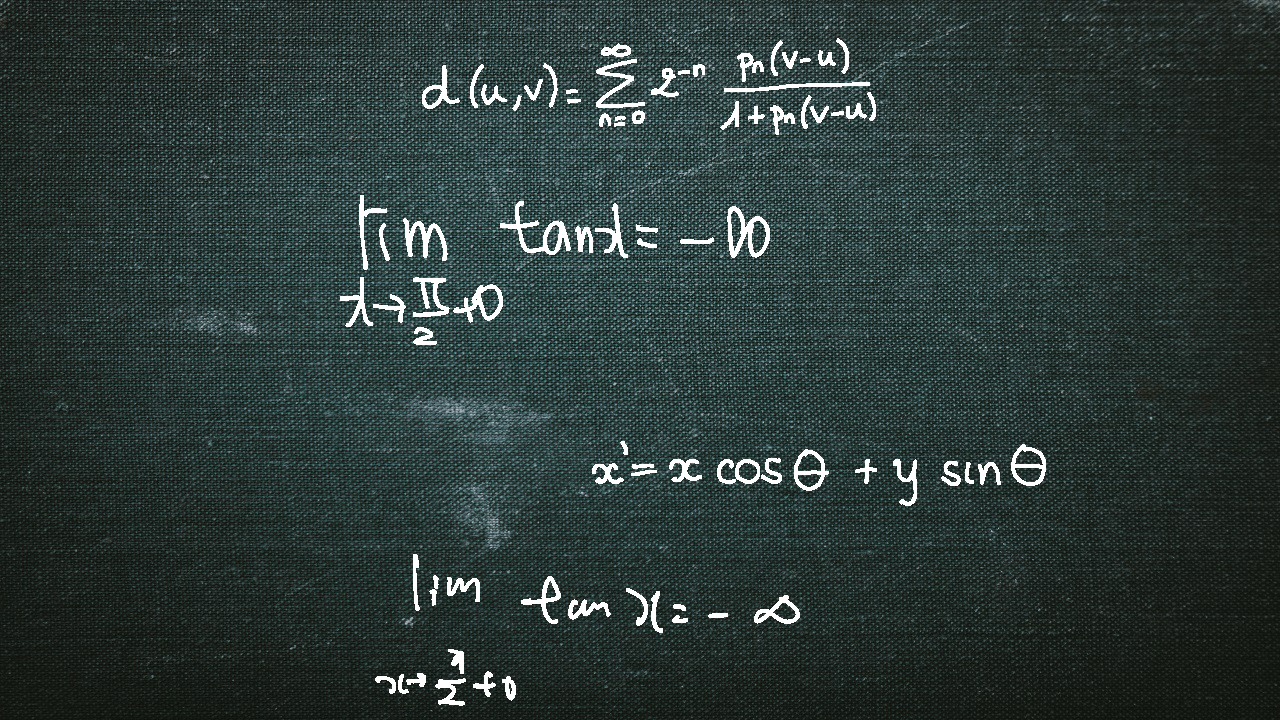 d(u,v)=\sum_{n=0}^{\infty} 2^{-n} \frac{p_n(v-u)}{1+p_n(v-u)}
\lim_{x \to \frac{\pi}{2}+0} \tan x = -\infty
x' = x \cos\theta + y \sin\theta
\lim_{x \to \frac{\pi}{2}+0} \tan x = -\infty